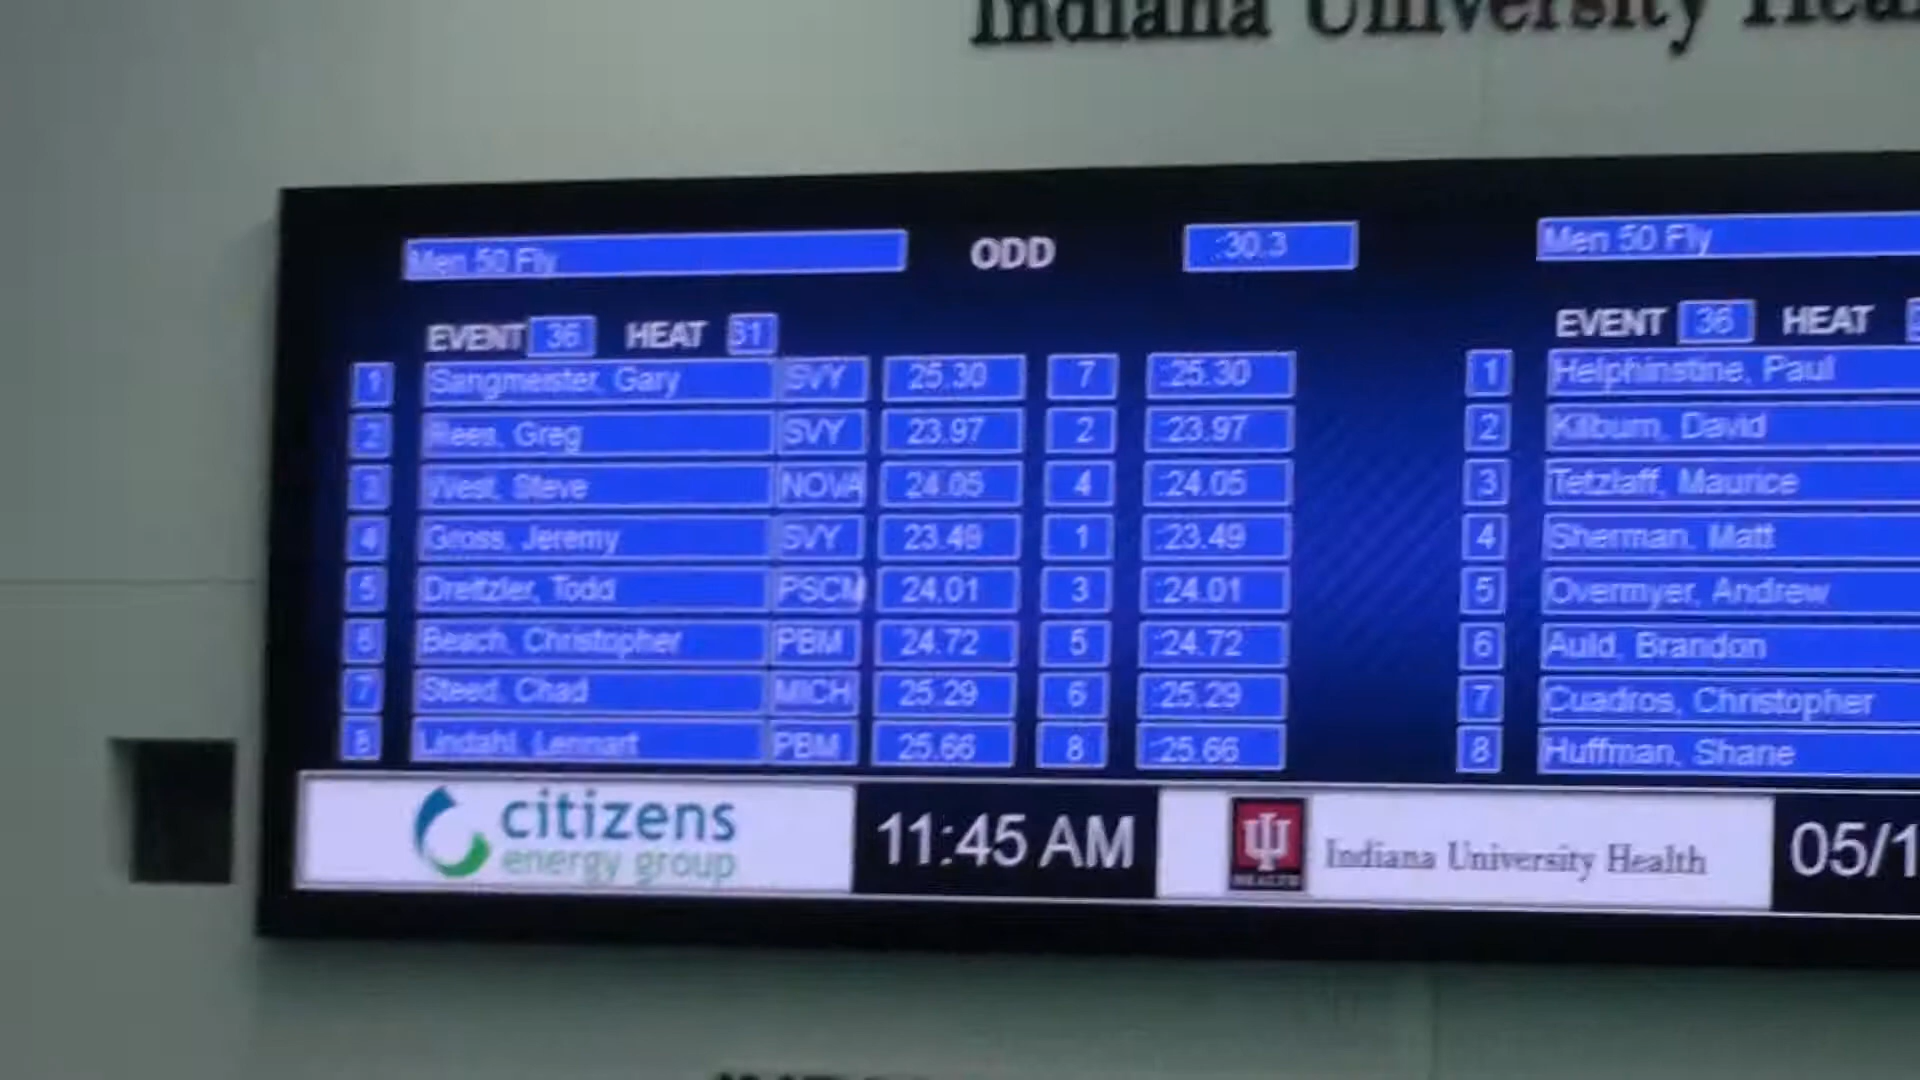 Indiana University
Men 50 Fly ODD :30.3
EVENT 36 HEAT 31
1 Sangmeister, Gary SVY 25.30 7 :25.30
2 Rees, Greg SVY 23.97 2 :23.97
3 West, Steve NOVA 24.05 4 :24.05
4 Gross, Jeremy SVY 23.49 1 :23.49
5 Dreitzler, Todd PSCM 24.01 3 :24.01
6 Beach, Christopher PBM 24.72 5 :24.72
7 Steed, Chad MICH 25.29 6 :25.29
8 Lindahl, Lennart PBM 25.66 8 :25.66
Men 50 Fly
EVENT 36 HEAT
1 Helphinstine, Paul
2 Kilburn, David
3 Tetzlaff, Maurice
4 Sherman, Matt
5 Overmyer, Andrew
6 Auld, Brandon
7 Cuadros, Christopher
8 Huffman, Shane
citizens
energy group
11:45 AM
HEALTH
Indiana University Health
05/1